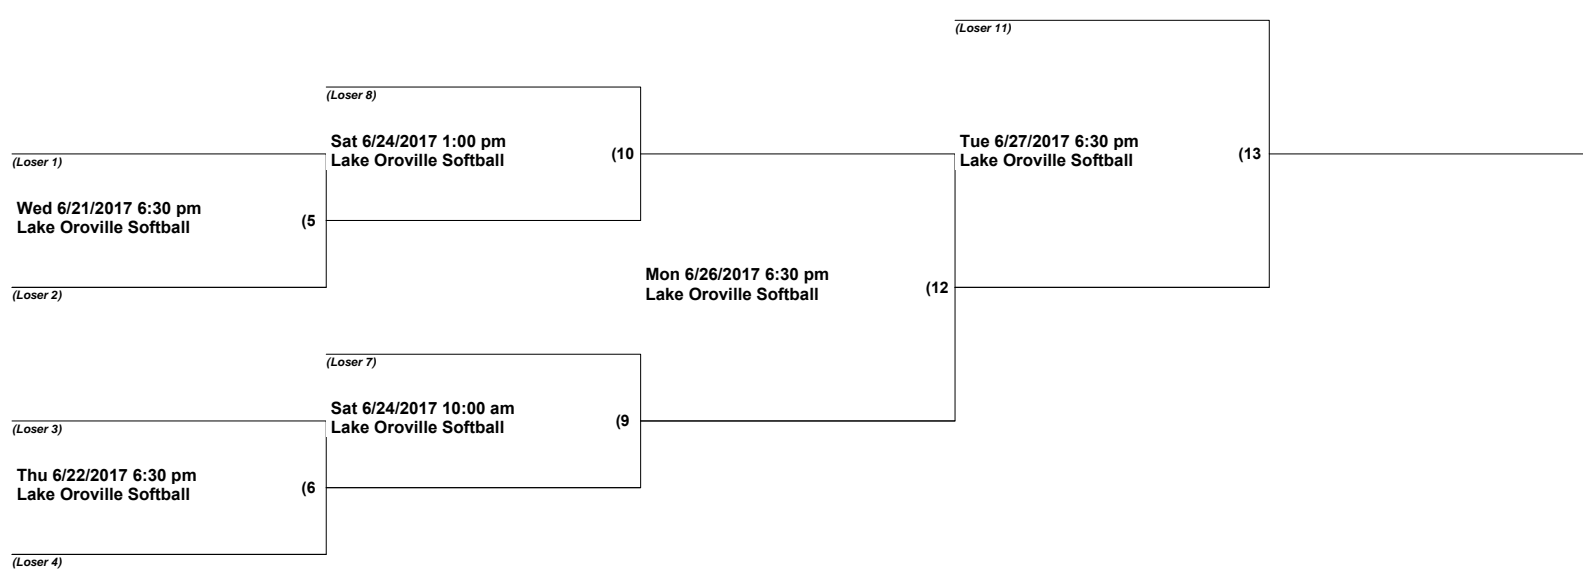 (Loser 11)
(Loser 8)
Sat 6/24/2017 1:00 pm
Lake Oroville Softball
(10
Tue 6/27/2017 6:30 pm
Lake Oroville Softball
(13
(Loser 1)
Wed 6/21/2017 6:30 pm
Lake Oroville Softball
(5
(Loser 2)
Mon 6/26/2017 6:30 pm
Lake Oroville Softball
(12
(Loser 7)
Sat 6/24/2017 10:00 am
Lake Oroville Softball
(9
(Loser 3)
Thu 6/22/2017 6:30 pm
Lake Oroville Softball
(6
(Loser 4)